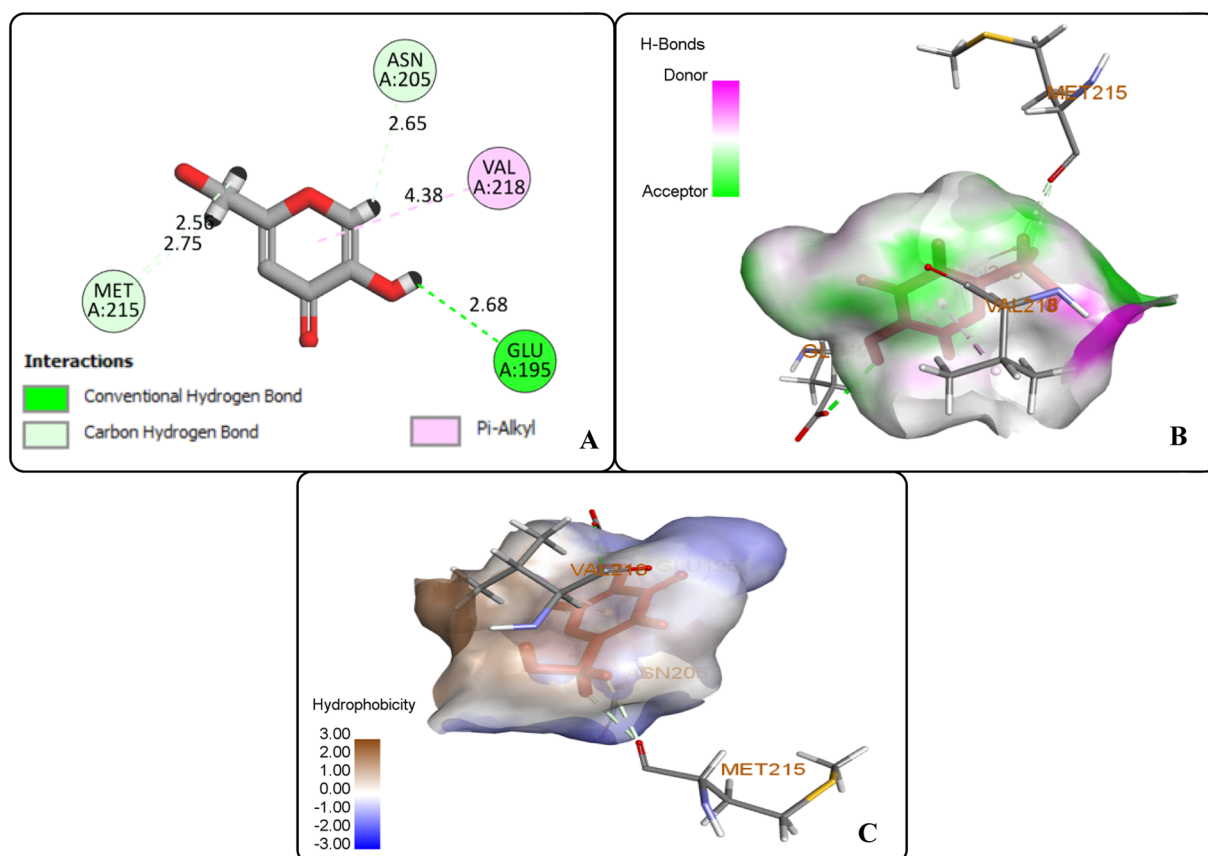 ASN
A:205
2.65
VAL
A:218
4.38
2.56
2.75
MET
A:215
2.68
GLU
A:195
Interactions
Conventional Hydrogen Bond
Carbon Hydrogen Bond
Pi-Alkyl
A
H-Bonds
Donor
Acceptor
MET215
VAL218
B
VAL218
GLU195
SN205
Hydrophobicity
3.00
2.00
1.00
0.00
-1.00
-2.00
-3.00
MET215
C